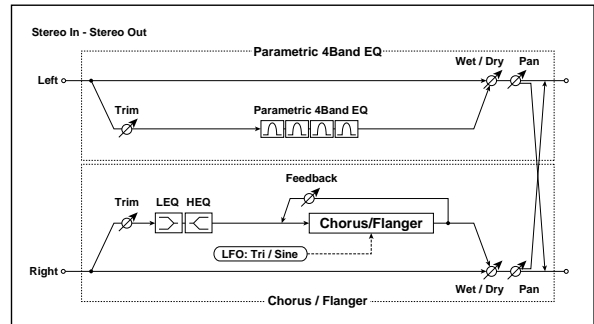 Stereo In - Stereo Out
Parametric 4Band EQ
Wet / Dry Pan
Left
Trim
Parametric 4Band EQ
Feedback
Trim LEQ HEQ
Chorus/Flanger
LFO: Tri / Sine
Right
Wet / Dry Pan
Chorus / Flanger